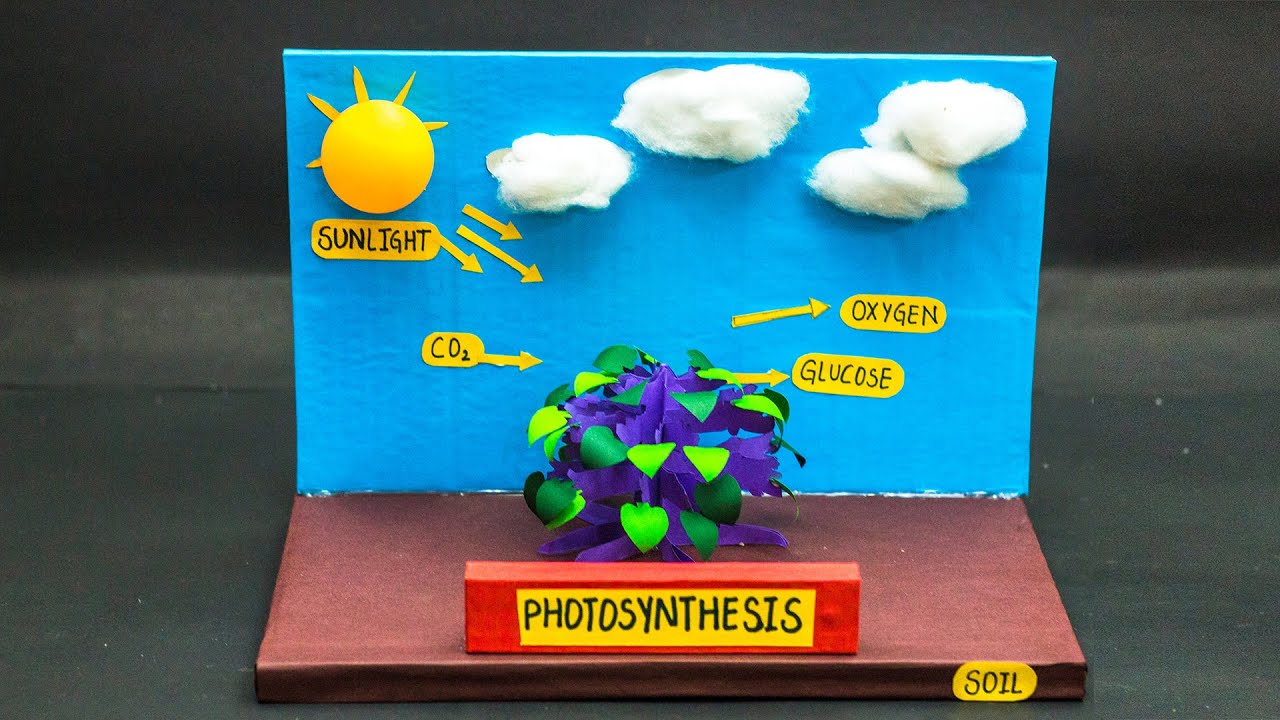 SUNLIGHT
OXYGEN
CO₂
GLUCOSE
PHOTOSYNTHESIS
SOIL